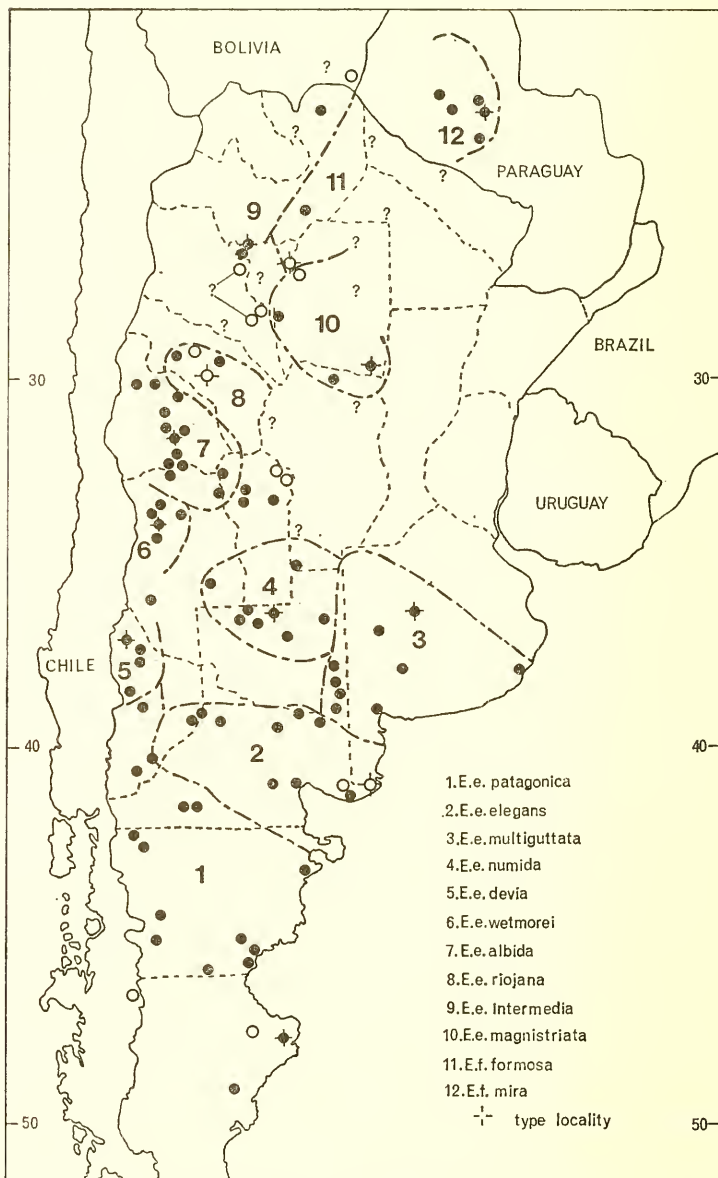 BOLIVIA
?
?
12
PARAGUAY
?
?
11
9
?
?
?
?
?
10
?
BRAZIL
30
30
8
?
7
?
URUGUAY
6
?
4
3
CHILE
5
40
2
40
1
1.E.e. patagonica
2.E.e. elegans
3.E.e. multiguttata
4.E.e. numida
5.E.e. devia
6.E.e. wetmorei
7.E.e. albida
8.E.e. riojana
9.E.e. Intermedia
10.E.e. magnistriata
11.E.f. formosa
12.E.f. mira
type locality
50
50